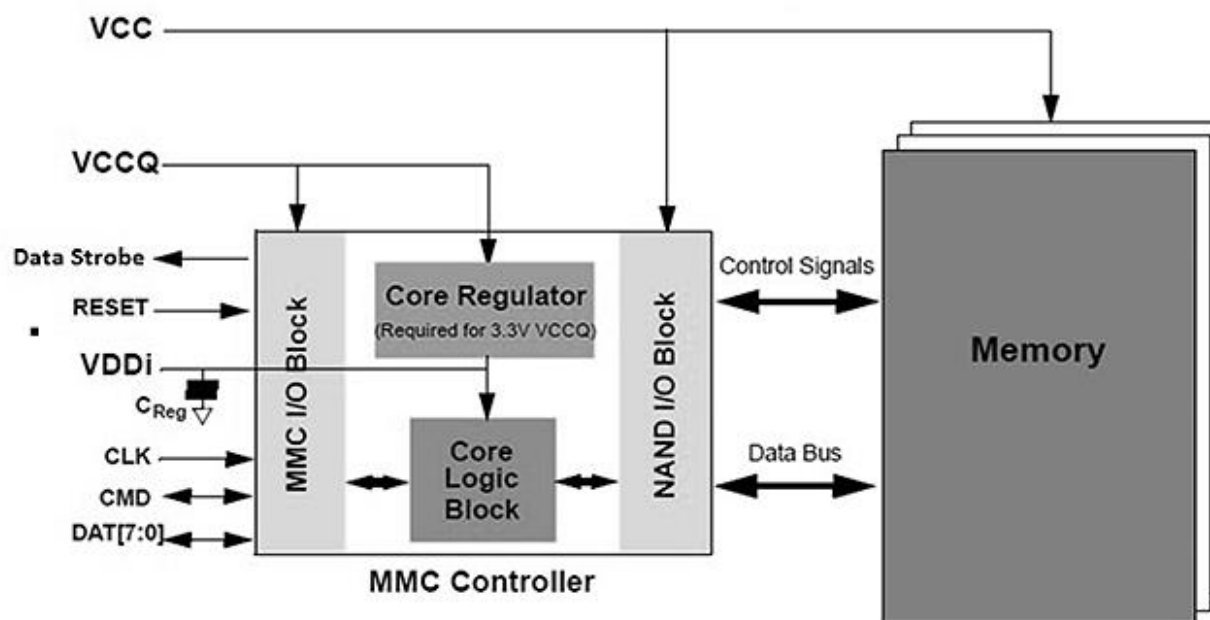 VCC
VCCQ
Data Strobe
RESET
VDDi
CReg
CLK
CMD
DAT[7:0]
MMC I/O Block
Core Regulator
(Required for 3.3V VCCQ)
Core
Logic
Block
NAND I/O Block
MMC Controller
Control Signals
Data Bus
Memory